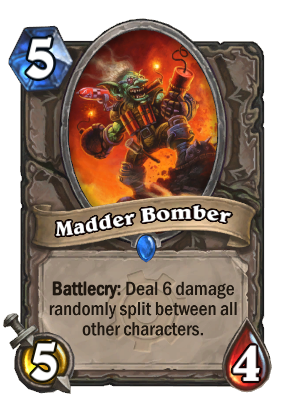 5
Madder Bomber
Battlecry: Deal 6 damage
randomly split between all
other characters.
5
4